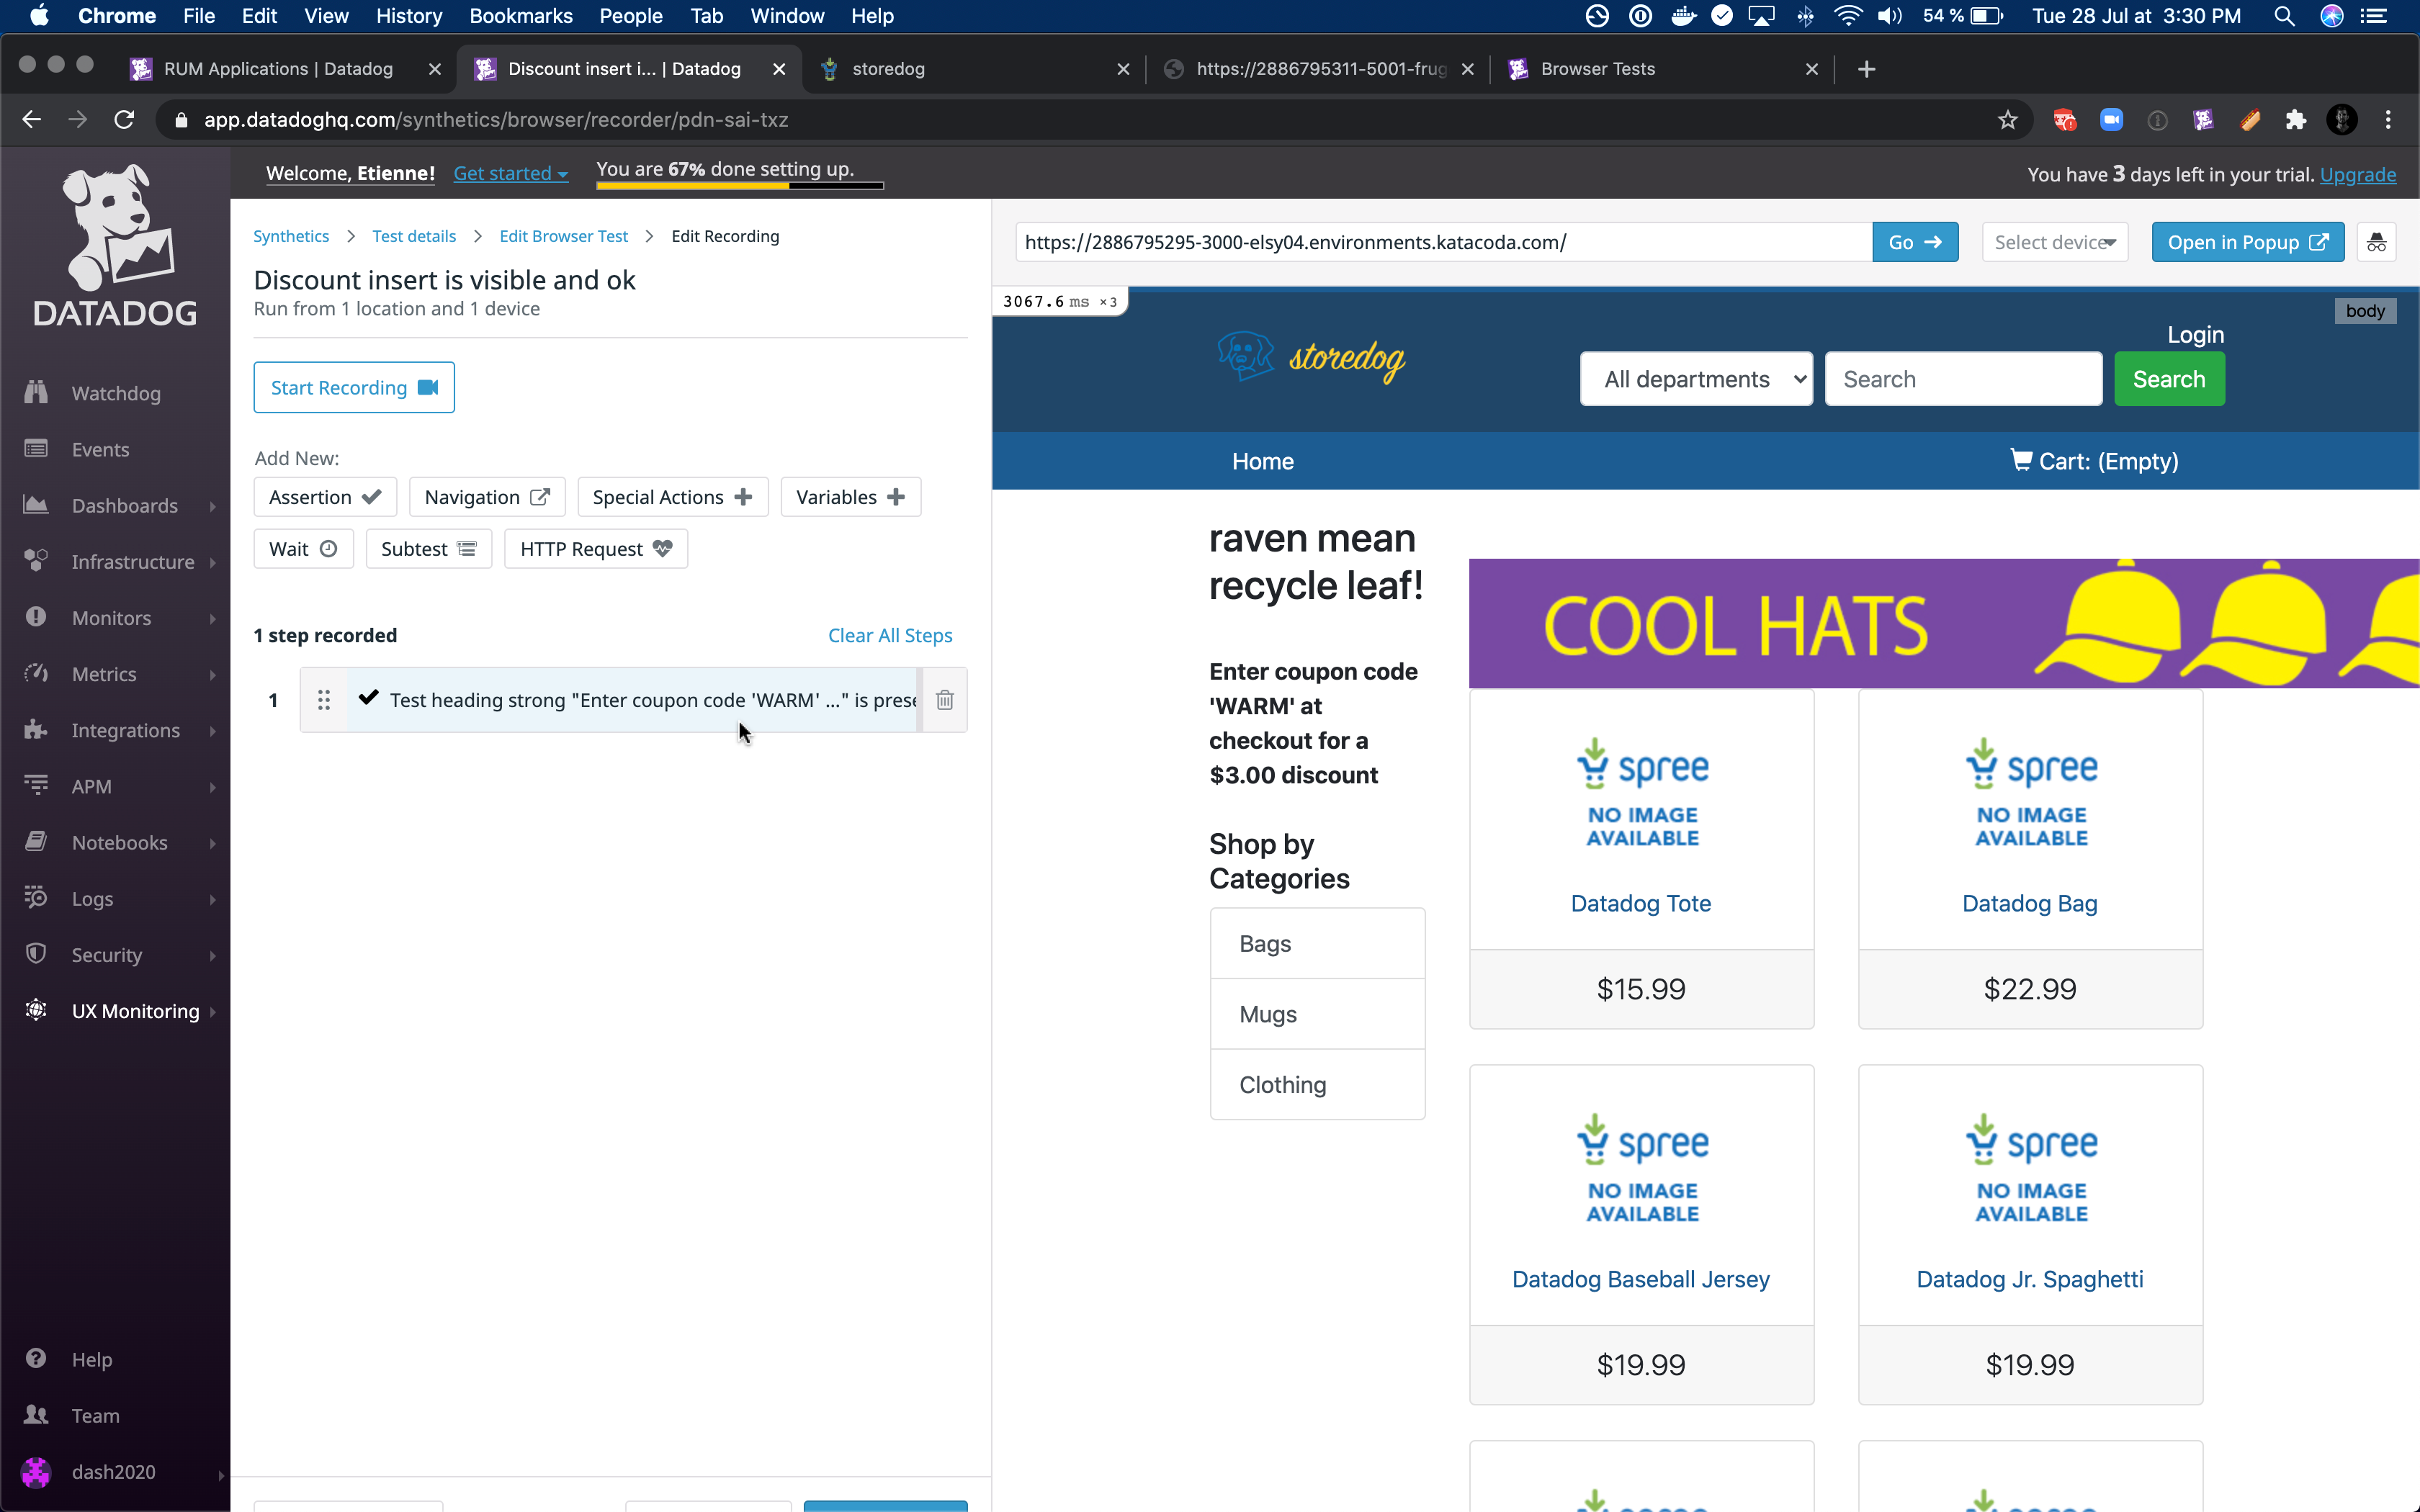 Chrome File Edit View History Bookmarks People Tab Window Help 54 % Tue 28 Jul at 3:30 PM
RUM Applications | Datadog
Discount insert i... | Datadog
storedog
https://2886795311-5001-frug
Browser Tests
app.datadoghq.com/synthetics/browser/recorder/pdn-sai-txz
DATADOG
Welcome, Etienne! Get started You are 67% done setting up.
You have 3 days left in your trial. Upgrade
Watchdog
Events
Dashboards
Infrastructure
Monitors
Metrics
Integrations
APM
Notebooks
Logs
Security
UX Monitoring
Help
Team
dash2020
Synthetics > Test details > Edit Browser Test > Edit Recording
Discount insert is visible and ok
Run from 1 location and 1 device
Start Recording
Add New:
Assertion Navigation Special Actions Variables
Wait Subtest HTTP Request
1 step recorded Clear All Steps
1 Test heading strong "Enter coupon code 'WARM' ..." is prese
https://2886795295-3000-elsy04.environments.katacoda.com/ Go Select device Open in Popup
3067.6 ms ×3
body
storedog
Login
All departments Search Search
Home Cart: (Empty)
raven mean
recycle leaf!
Enter coupon code
'WARM' at
checkout for a
$3.00 discount
Shop by
Categories
Bags
Mugs
Clothing
COOL HATS
spree
NO IMAGE
AVAILABLE
Datadog Tote
$15.99
spree
NO IMAGE
AVAILABLE
Datadog Bag
$22.99
spree
NO IMAGE
AVAILABLE
Datadog Baseball Jersey
$19.99
spree
NO IMAGE
AVAILABLE
Datadog Jr. Spaghetti
$19.99